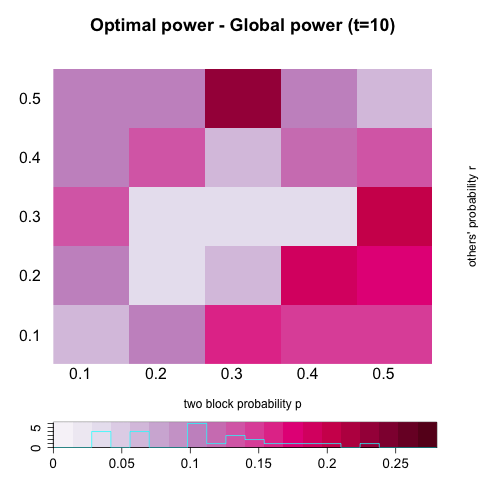 Optimal power - Global power (t=10)
0.5
0.4
0.3
0.2
0.1
others' probability r
0.1 0.2 0.3 0.4 0.5
two block probability p
0 5
0 0.05 0.1 0.15 0.2 0.25